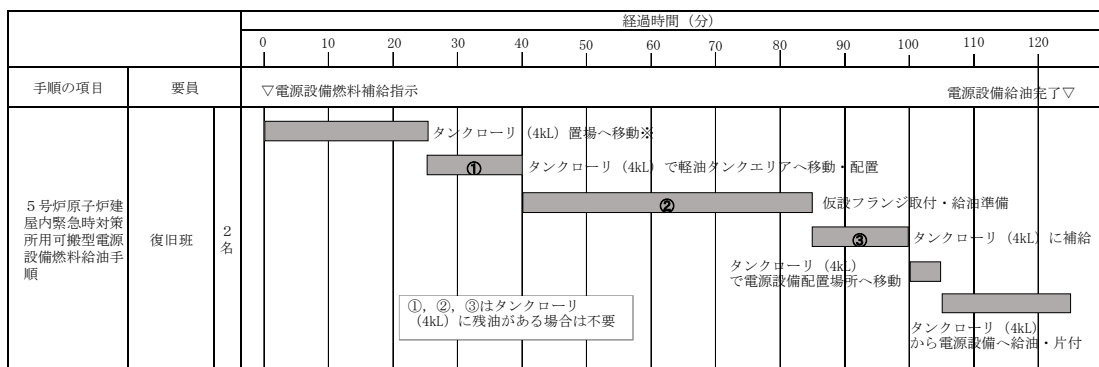 経過時間（分）
0 10 20 30 40 50 60 70 80 90 100 110 120
手順の項目 要員 ▽電源設備燃料補給指示 電源設備給油完了▽
５号炉原子炉建
屋内緊急時対策
所用可搬型電源
設備燃料給油手
順
復旧班
２
名
タンクローリ（4kL）置場へ移動※
① タンクローリ（4kL）で軽油タンクエリアへ移動・配置
② 仮設フランジ取付・給油準備
③ タンクローリ（4kL）に補給
タンクローリ（4kL）
で電源設備配置場所へ移動
①，②，③はタンクローリ
（4kL）に残油がある場合は不要
タンクローリ（4kL）
から電源設備へ給油・片付